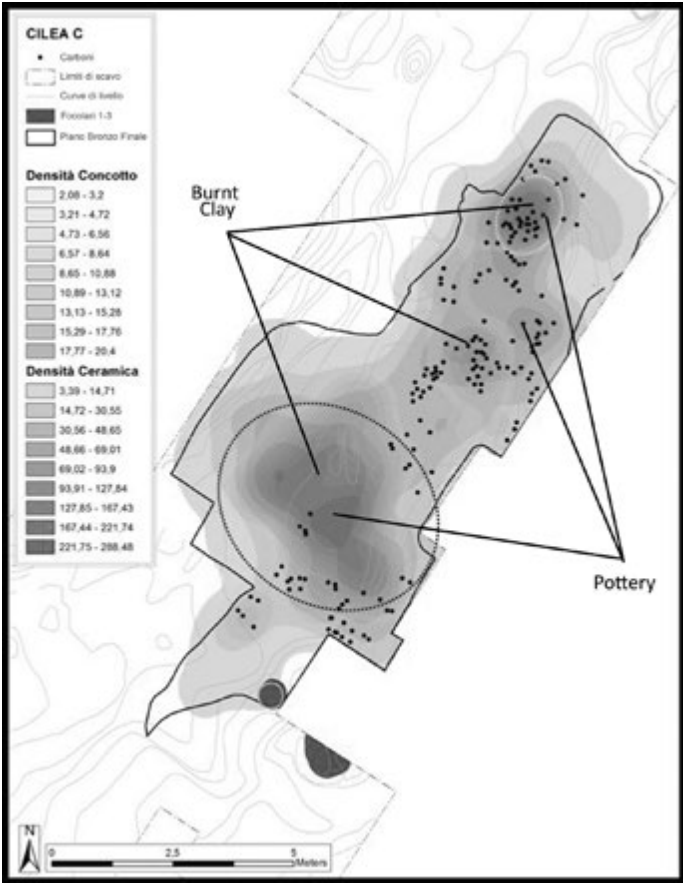 CILEA C
Carboni
Limiti di scavo
Curve di livello
Focolari 1-3
Piano Bronzo Finale
Densità Concotto
2,08 - 3,2
3,21 - 4,72
4,73 - 6,56
6,57 - 8,64
8,65 - 10,88
10,89 - 13,12
13,13 - 15,28
15,29 - 17,76
17,77 - 20,4
Densità Ceramica
3,39 - 14,71
14,72 - 30,55
30,56 - 48,65
48,66 - 69,01
69,02 - 93,9
93,91 - 127,84
127,85 - 167,43
167,44 - 221,74
221,75 - 288,48
Burnt
Clay
Pottery
N
0 2,5 5
Meters